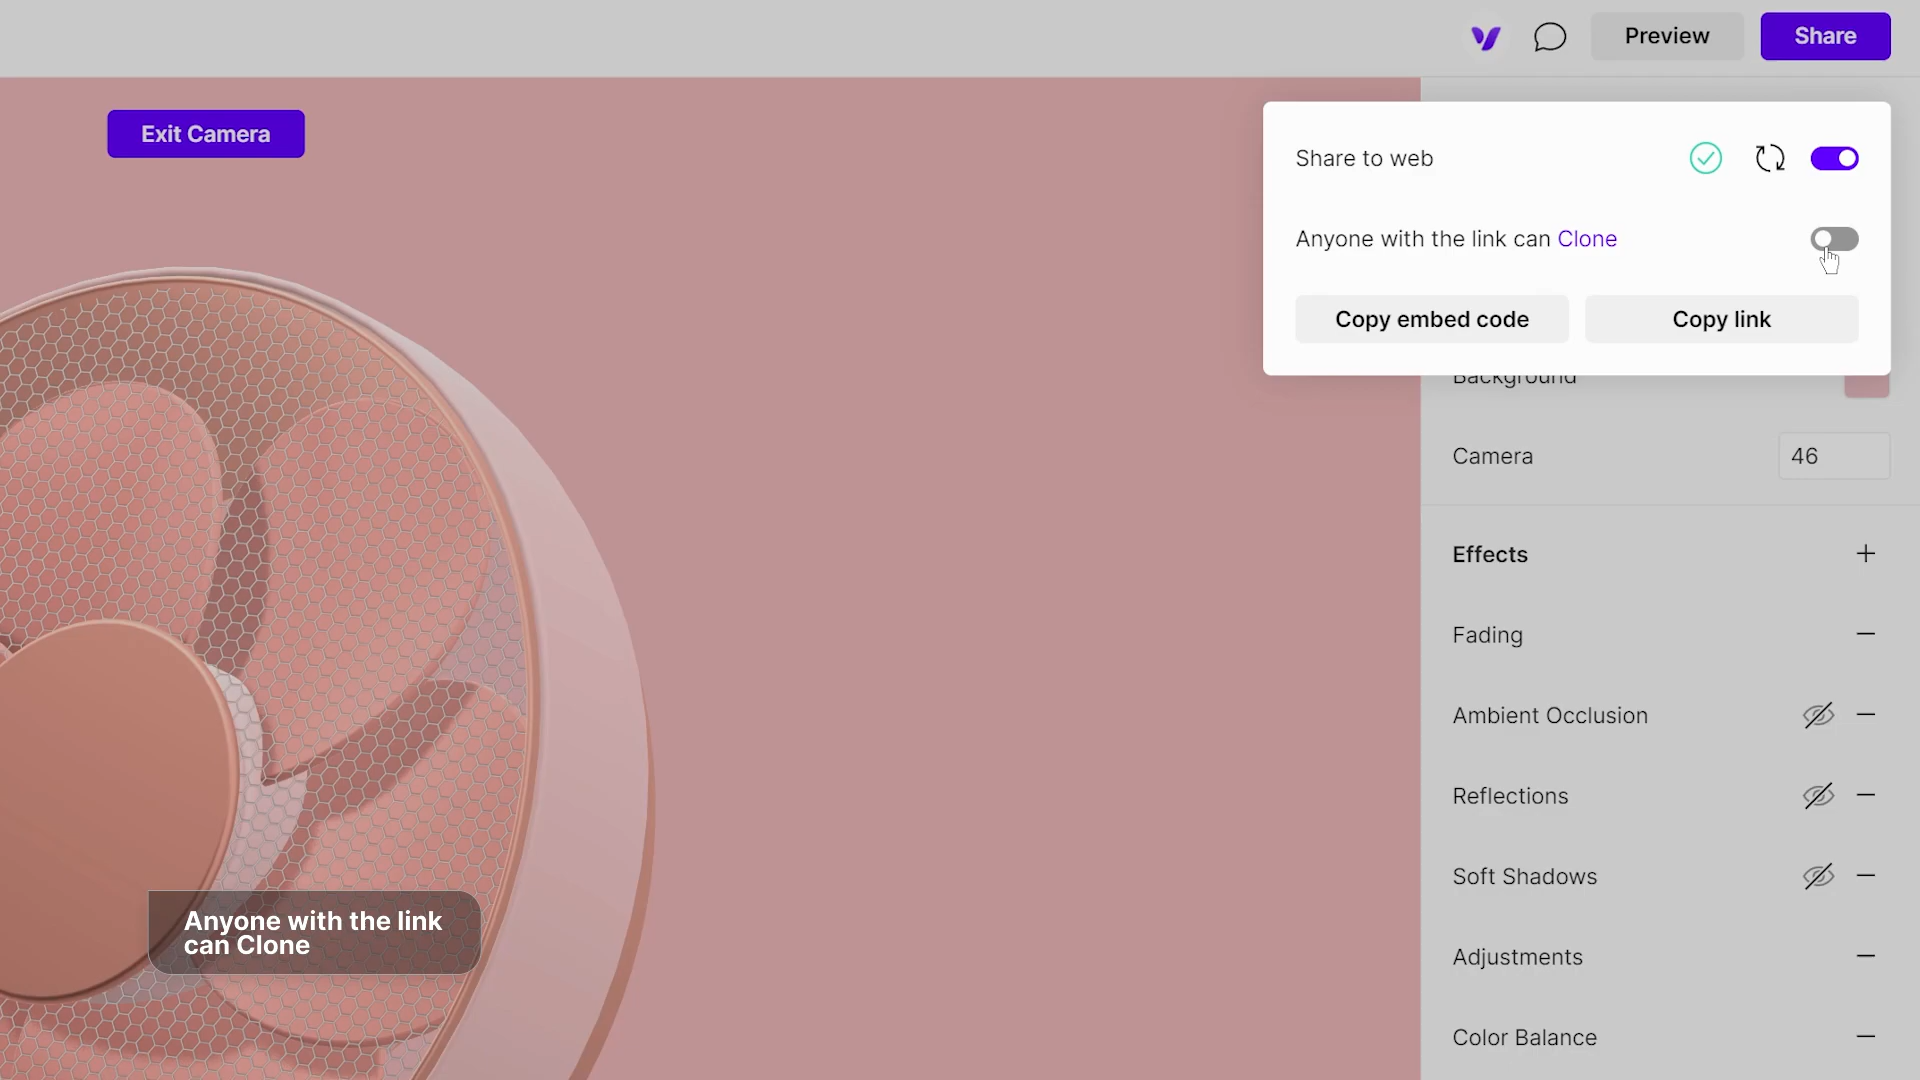 Preview
Share
Exit Camera
Share to web
Anyone with the link can Clone
Copy embed code
Copy link
Background
Camera
46
Effects
Fading
Ambient Occlusion
Reflections
Soft Shadows
Adjustments
Color Balance
Anyone with the link
can Clone